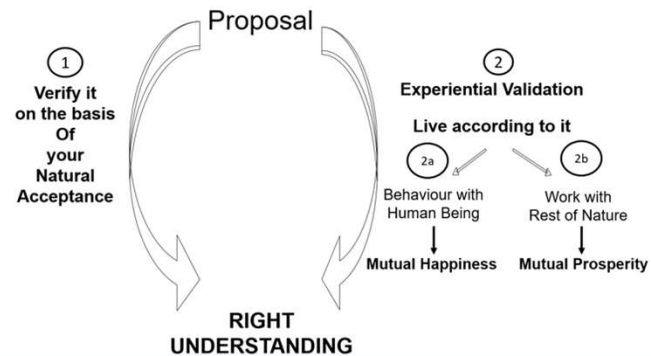 Proposal
1
Verify it
on the basis
Of
your
Natural
Acceptance
2
Experiential Validation
Live according to it
2a
2b
Behaviour with
Human Being
Work with
Rest of Nature
Mutual Happiness
Mutual Prosperity
RIGHT
UNDERSTANDING